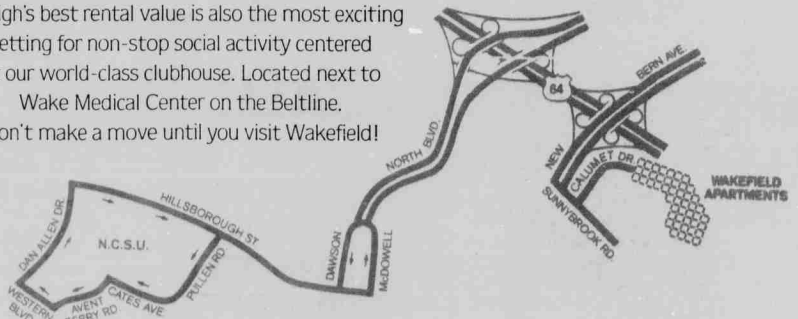 igh's best rental value is also the most exciting
etting for non-stop social activity centered
our world-class clubhouse. Located next to
Wake Medical Center on the Beltline.
on't make a move until you visit Wakefield!
64
NEW BERN AVE.
NORTH BLVD.
CALUMET DR.
SUNNYBROOK RD.
WAKEFIELD
APARTMENTS
HILLSBOROUGH ST
DAN ALLEN DR.
N.C.S.U.
PULLEN RD.
DAWSON
McDOWELL
CATES AVE.
AVENT
RD.
WESTERN
BLVD